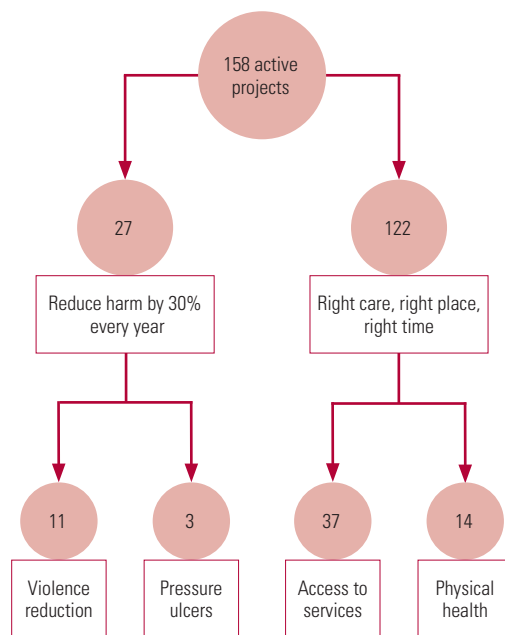 158 active
projects
27
122
Reduce harm by 30%
every year
Right care, right place,
right time
11
3
37
14
Violence
reduction
Pressure
ulcers
Access to
services
Physical
health